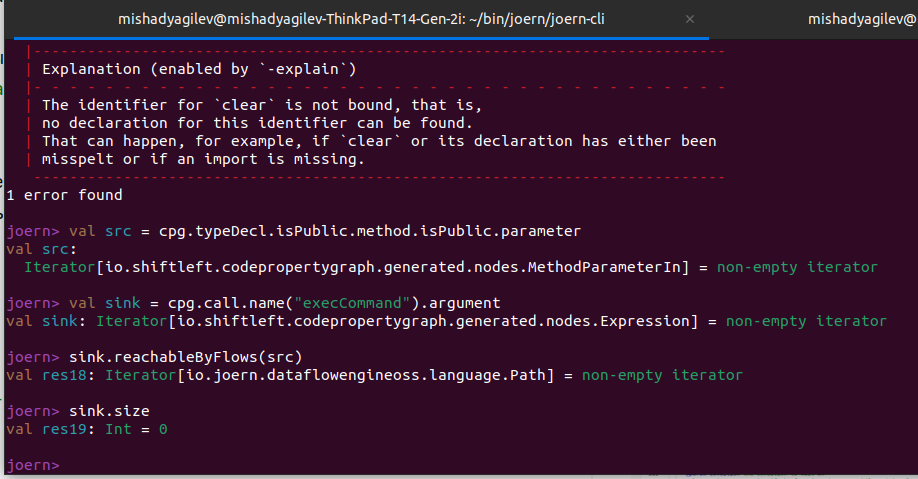 mishadyagilev@mishadyagilev-ThinkPad-T14-Gen-2i: ~/bin/joern/joern-cli × mishadyagilev@
|-----------------------------------------------------------------------------
| Explanation (enabled by `-explain`)
|- - - - - - - - - - - - - - - - - - - - - - - - - - - - - - - - - - - - - - -
| The identifier for `clear` is not bound, that is,
| no declaration for this identifier can be found.
| That can happen, for example, if `clear` or its declaration has either been
| misspelt or if an import is missing.
-----------------------------------------------------------------------------
1 error found
joern> val src = cpg.typeDecl.isPublic.method.isPublic.parameter
val src:
Iterator[io.shiftleft.codepropertygraph.generated.nodes.MethodParameterIn] = non-empty iterator
joern> val sink = cpg.call.name("execCommand").argument
val sink: Iterator[io.shiftleft.codepropertygraph.generated.nodes.Expression] = non-empty iterator
joern> sink.reachableByFlows(src)
val res18: Iterator[io.joern.dataflowengineoss.language.Path] = non-empty iterator
joern> sink.size
val res19: Int = 0
joern>